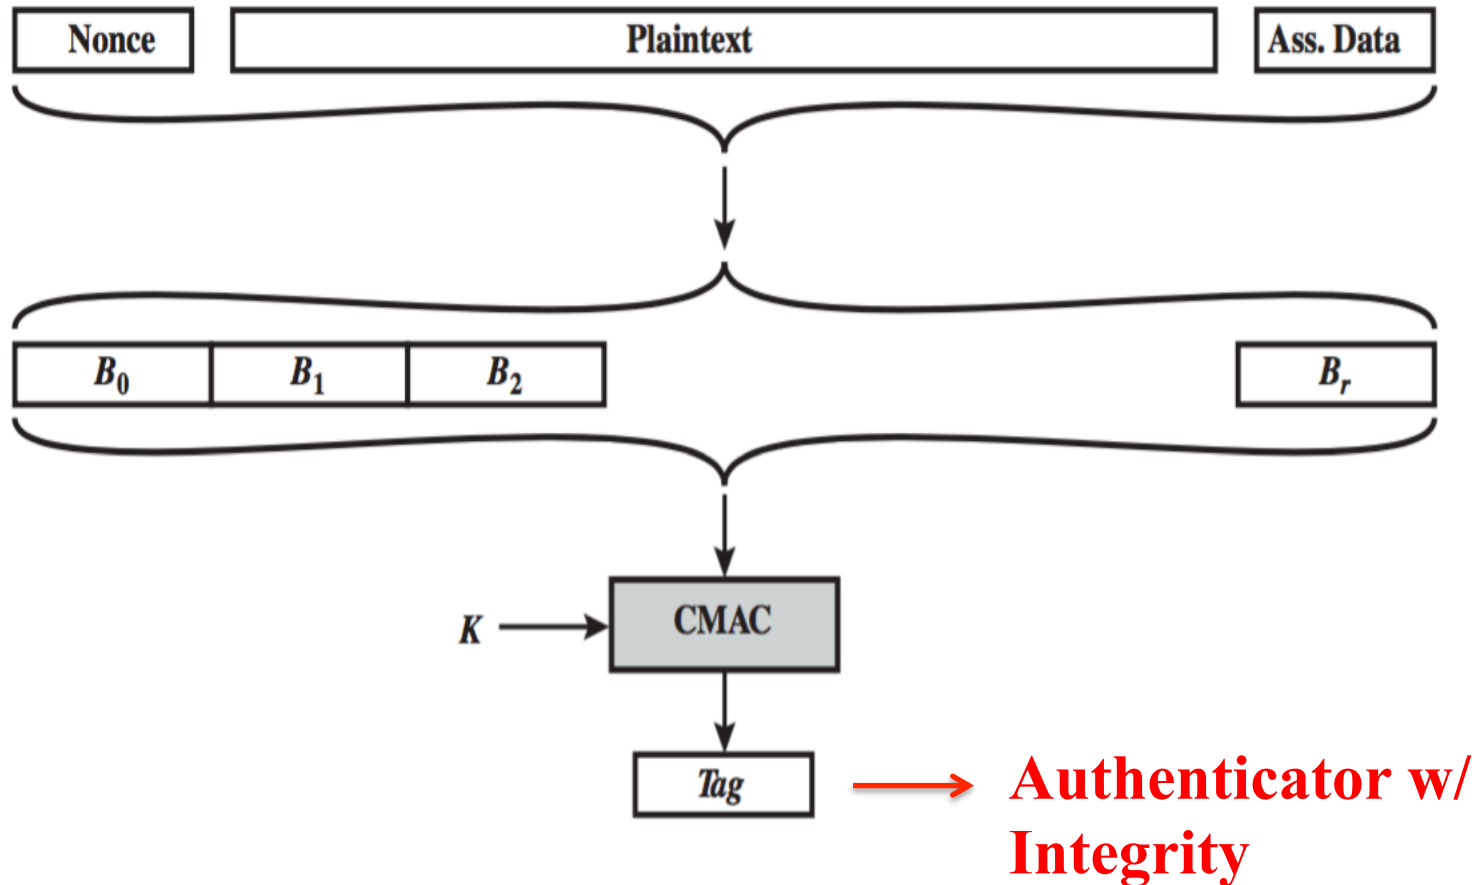 Nonce Plaintext Ass. Data
B₀ B₁ B₂ Bᵣ
K CMAC
Tag Authenticator w/
Integrity